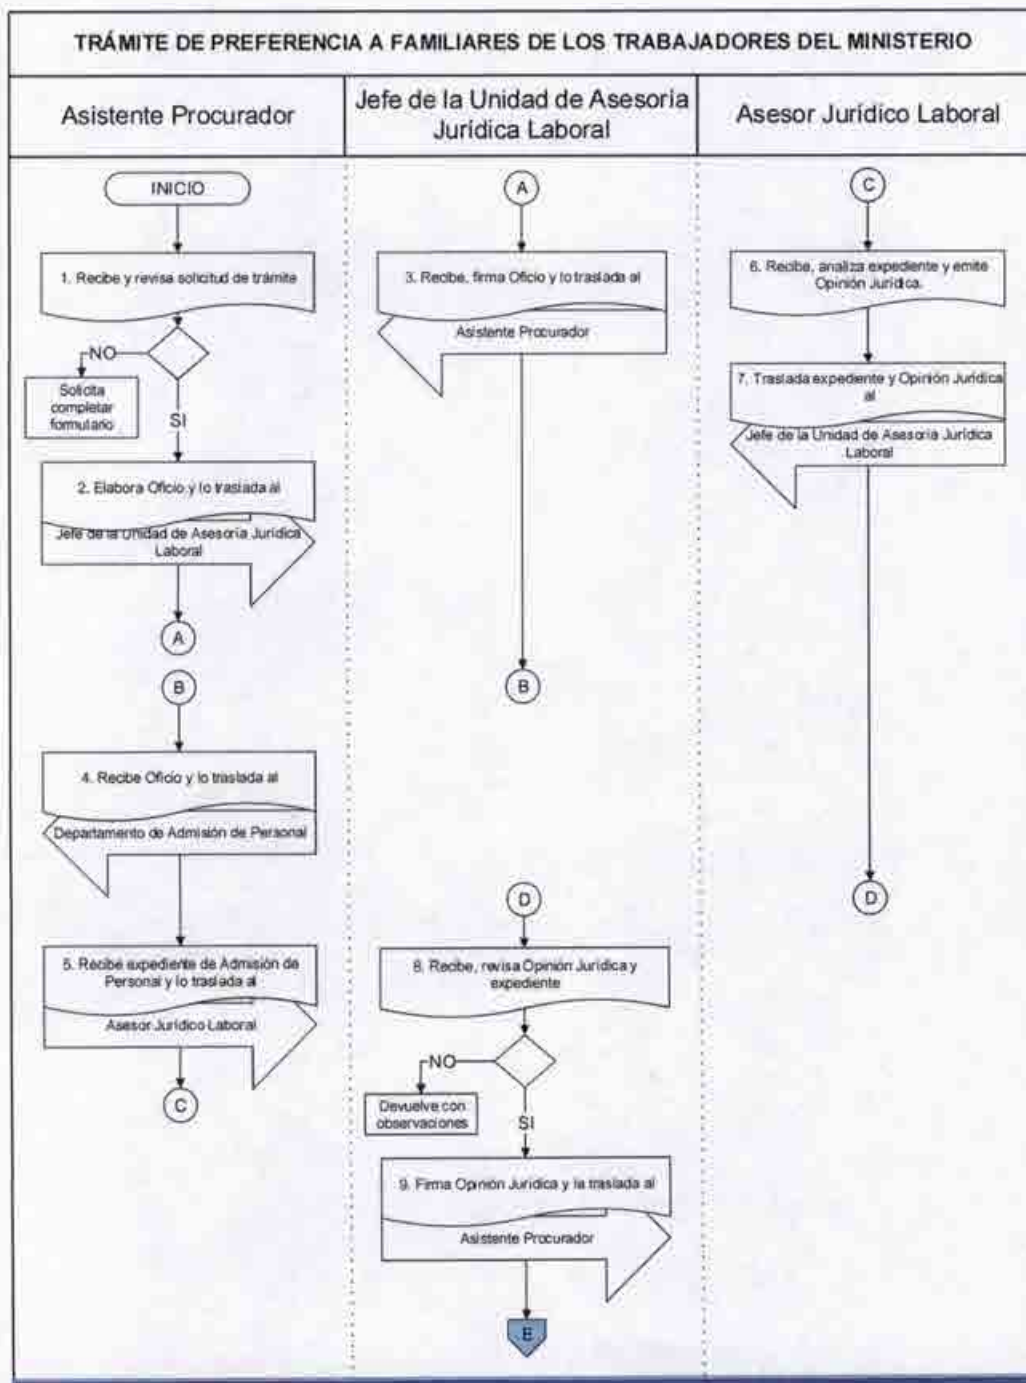 TRÁMITE DE PREFERENCIA A FAMILIARES DE LOS TRABAJADORES DEL MINISTERIO
Asistente Procurador
Jefe de la Unidad de Asesoría
Jurídica Laboral
Asesor Jurídico Laboral
INICIO
1. Recibe y revisa solicitud de trámite
NO
Solicita
completar
formulario
SI
2. Elabora Oficio y lo traslada al
Jefe de la Unidad de Asesoría Jurídica
Laboral
A
B
4. Recibe Oficio y lo traslada al
Departamento de Admisión de Personal
5. Recibe expediente de Admisión de
Personal y lo traslada al
Asesor Jurídico Laboral
C
A
3. Recibe, firma Oficio y lo traslada al
Asistente Procurador
B
D
8. Recibe, revisa Opinión Jurídica y
expediente
NO
Devuelve con
observaciones
SI
9. Firma Opinión Jurídica y la traslada al
Asistente Procurador
E
C
6. Recibe, analiza expediente y emite
Opinión Jurídica.
7. Traslada expediente y Opinión Jurídica
al
Jefe de la Unidad de Asesoría Jurídica
Laboral
D